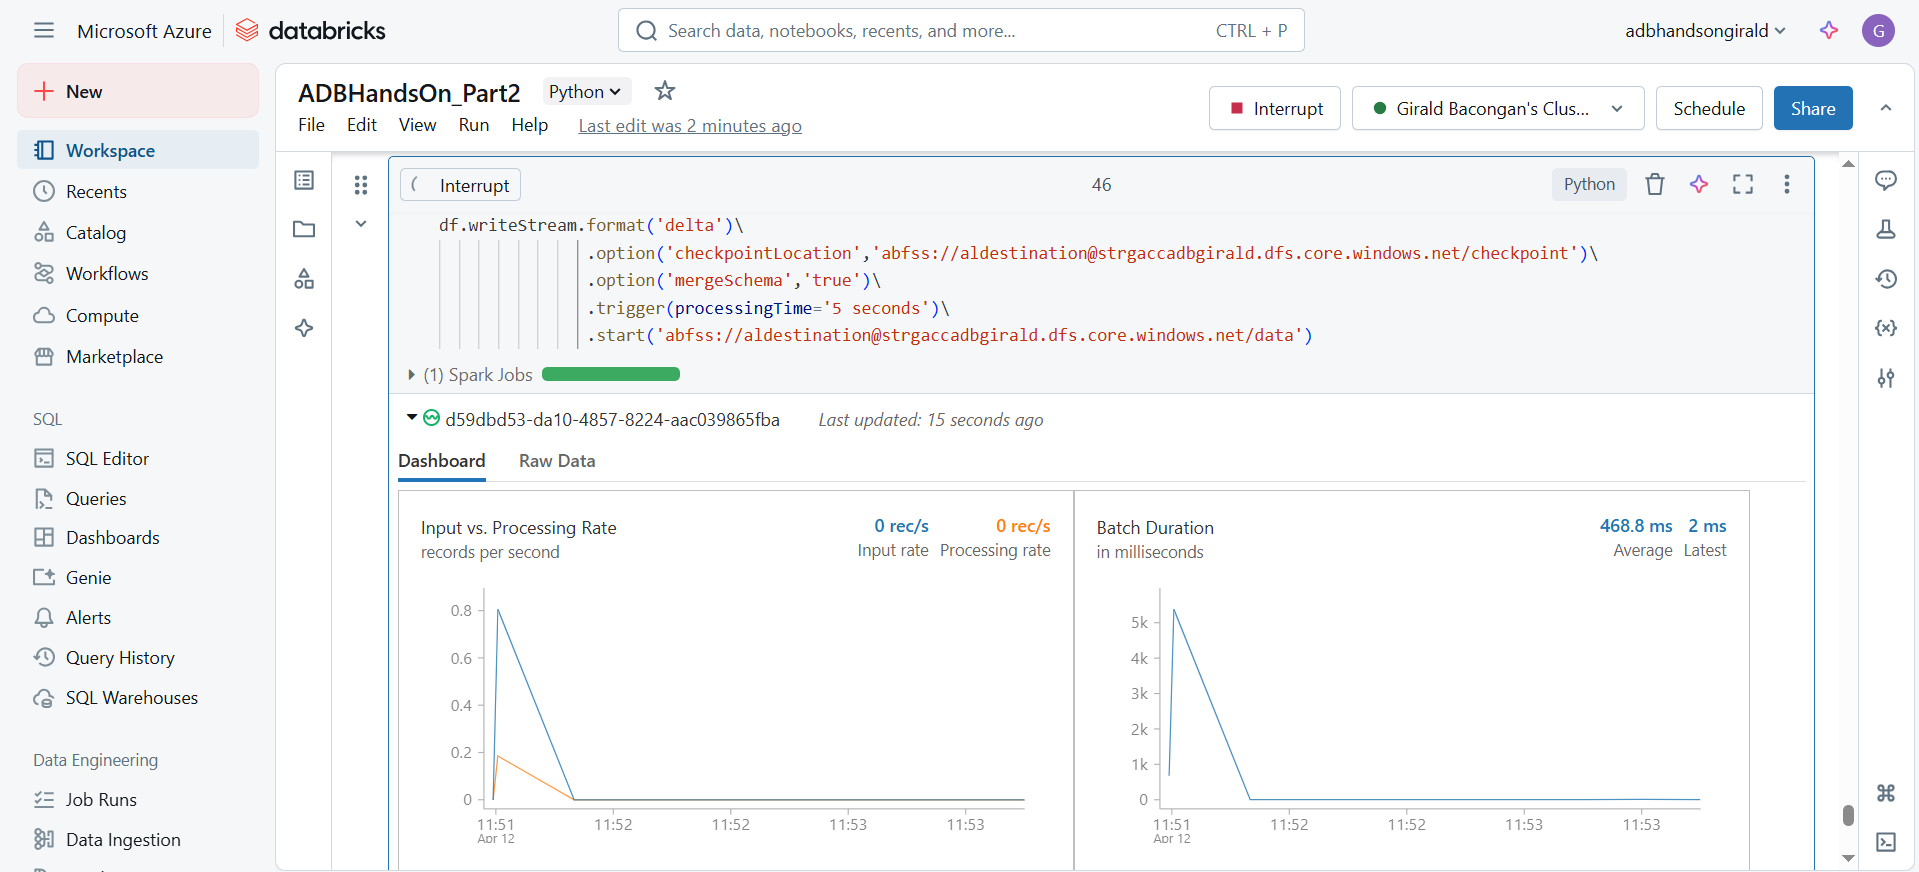 Microsoft Azure
databricks
Search data, notebooks, recents, and more...
CTRL + P
adbhandsongirald
G
New
Workspace
Recents
Catalog
Workflows
Compute
Marketplace
SQL
SQL Editor
Queries
Dashboards
Genie
Alerts
Query History
SQL Warehouses
Data Engineering
Job Runs
Data Ingestion
ADBHandsOn_Part2
Python
File Edit View Run Help Last edit was 2 minutes ago
Interrupt
Girald Bacongan's Clus...
Schedule
Share
Interrupt
46
Python
df.writeStream.format('delta')\
.option('checkpointLocation','abfss://aldestination@strgaccadbgirald.dfs.core.windows.net/checkpoint')\
.option('mergeSchema','true')\
.trigger(processingTime='5 seconds')\
.start('abfss://aldestination@strgaccadbgirald.dfs.core.windows.net/data')
(1) Spark Jobs
d59dbd53-da10-4857-8224-aac039865fba Last updated: 15 seconds ago
Dashboard Raw Data
Input vs. Processing Rate
records per second
0 rec/s 0 rec/s
Input rate Processing rate
0.8
0.6
0.4
0.2
0
11:51 11:52 11:52 11:53 11:53
Apr 12
Batch Duration
in milliseconds
468.8 ms 2 ms
Average Latest
5k
4k
3k
2k
1k
0
11:51 11:52 11:52 11:53 11:53
Apr 12